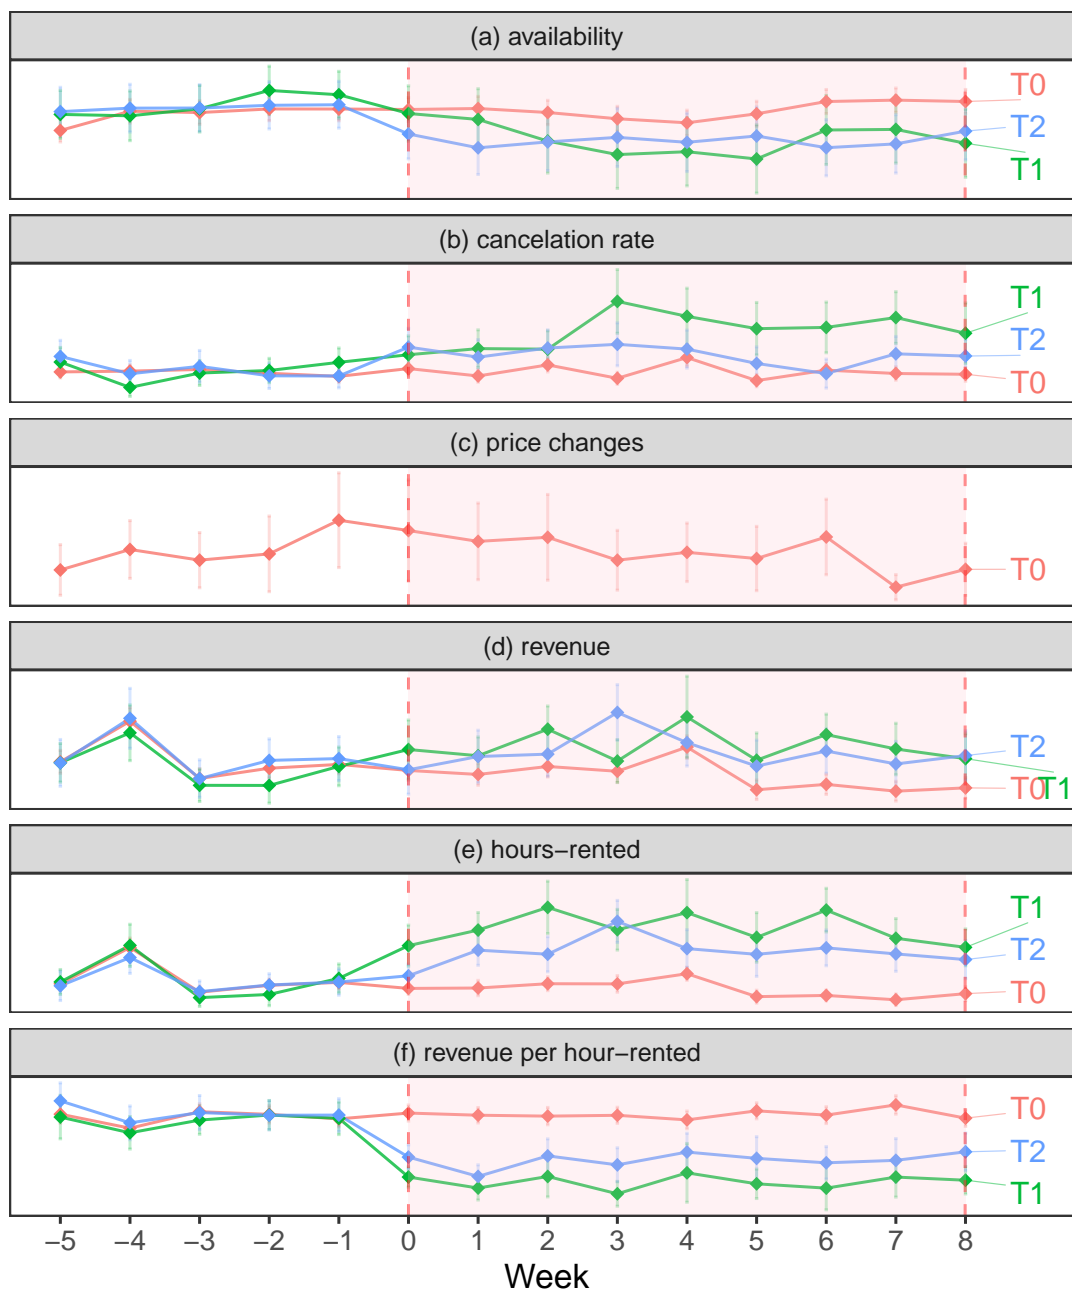 (a) availability
T0
T2
T1
(b) cancelation rate
T1
T2
T0
(c) price changes
T0
(d) revenue
T2
T0T1
(e) hours−rented
T1
T2
T0
(f) revenue per hour−rented
T0
T2
T1
−5 −4 −3 −2 −1 0 1 2 3 4 5 6 7 8
Week